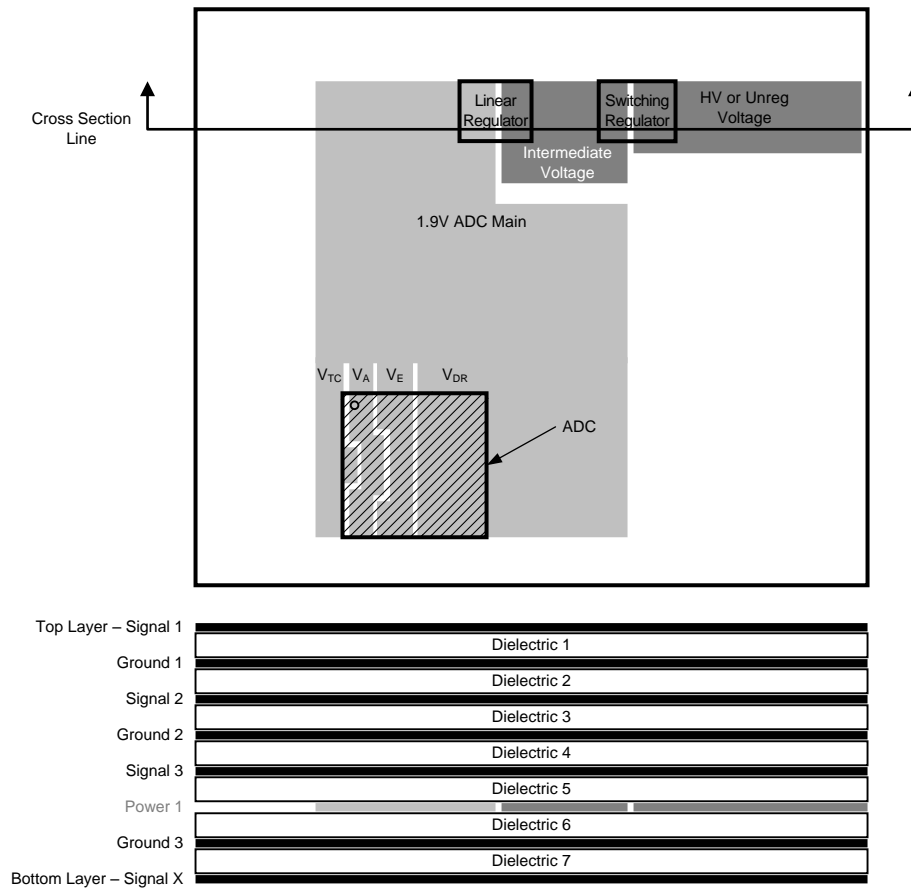 Cross Section
Line
Linear
Regulator
Switching
Regulator
HV or Unreg
Voltage
Intermediate
Voltage
1.9V ADC Main
VTC VA VE VDR
ADC
Top Layer – Signal 1
Dielectric 1
Ground 1
Dielectric 2
Signal 2
Dielectric 3
Ground 2
Dielectric 4
Signal 3
Dielectric 5
Power 1
Dielectric 6
Ground 3
Dielectric 7
Bottom Layer – Signal X